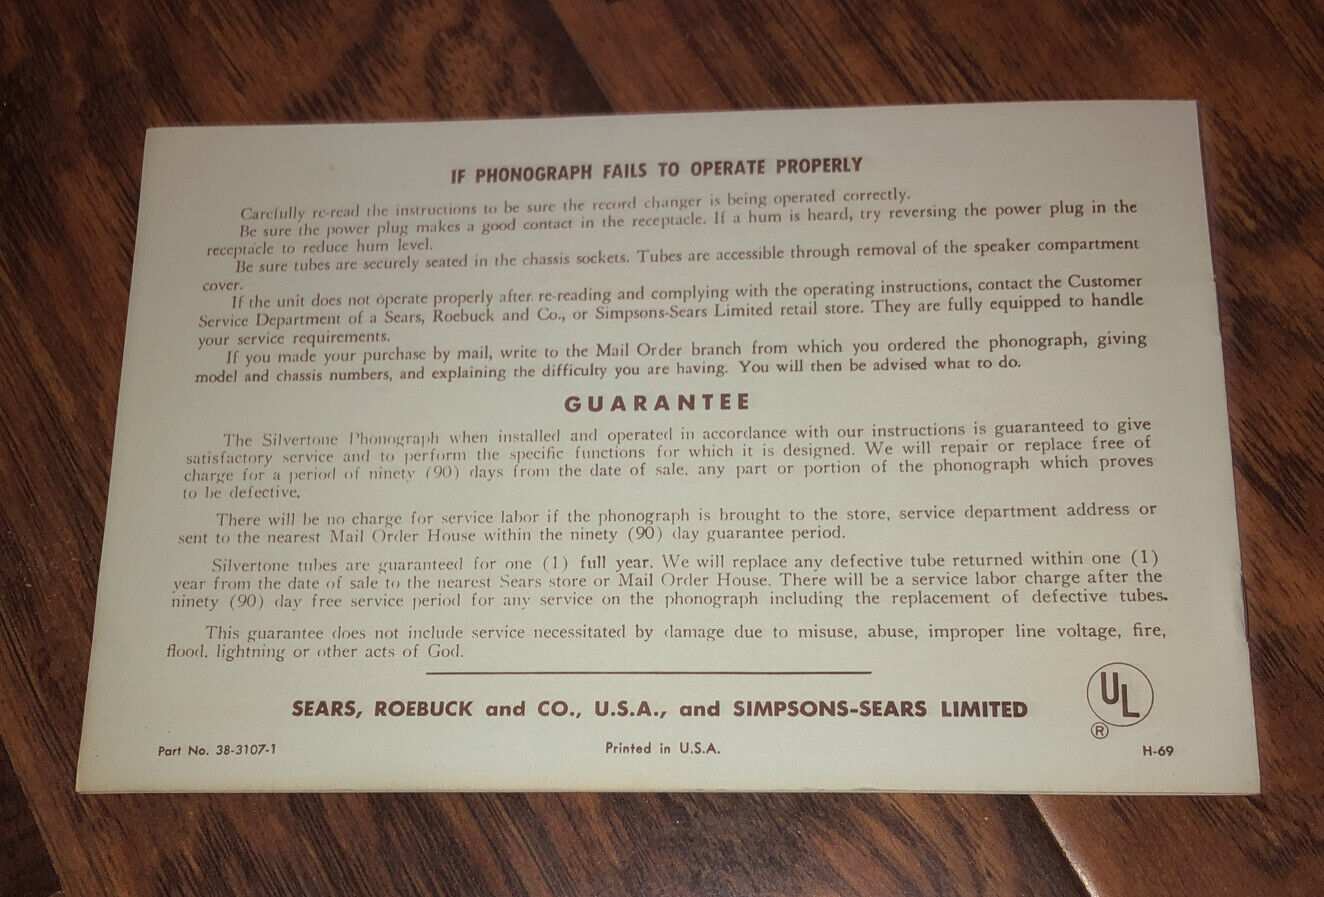 IF PHONOGRAPH FAILS TO OPERATE PROPERLY
Carefully re-read the instructions to be sure the record changer is being operated correctly.
Be sure the power plug makes a good contact in the receptacle. If a hum is heard, try reversing the power plug in the
receptacle to reduce hum level.
Be sure tubes are securely seated in the chassis sockets. Tubes are accessible through removal of the speaker compartment
cover.
If the unit does not operate properly after re-reading and complying with the operating instructions, contact the Customer
Service Department of a Sears, Roebuck and Co., or Simpsons-Sears Limited retail store. They are fully equipped to handle
your service requirements.
If you made your purchase by mail, write to the Mail Order branch from which you ordered the phonograph, giving
model and chassis numbers, and explaining the difficulty you are having. You will then be advised what to do.
GUARANTEE
The Silvertone Phonograph when installed and operated in accordance with our instructions is guaranteed to give
satisfactory service and to perform the specific functions for which it is designed. We will repair or replace free of
charge for a period of ninety (90) days from the date of sale, any part or portion of the phonograph which proves
to be defective.
There will be no charge for service labor if the phonograph is brought to the store, service department address or
sent to the nearest Mail Order House within the ninety (90) day guarantee period.
Silvertone tubes are guaranteed for one (1) full year. We will replace any defective tube returned within one (1)
year from the date of sale to the nearest Sears store or Mail Order House. There will be a service labor charge after the
ninety (90) day free service period for any service on the phonograph including the replacement of defective tubes.
This guarantee does not include service necessitated by damage due to misuse, abuse, improper line voltage, fire,
flood, lightning or other acts of God.
SEARS, ROEBUCK and CO., U.S.A., and SIMPSONS-SEARS LIMITED
UL
®
Part No. 38-3107-1
Printed in U.S.A.
H-69